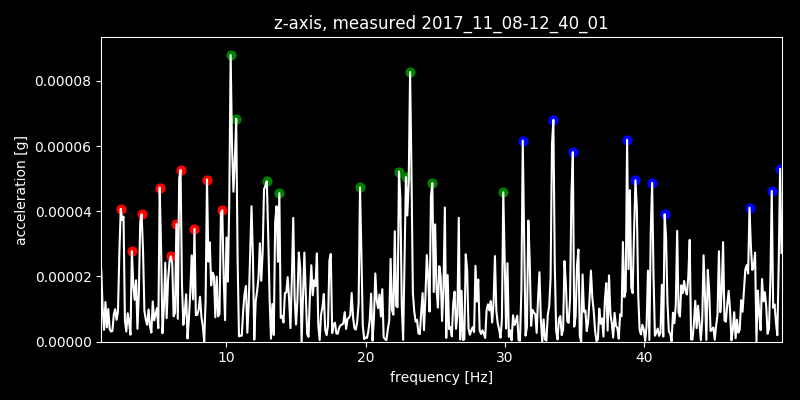 z-axis, measured 2017_11_08-12_40_01
0.00008
0.00006
0.00004
0.00002
0.00000
acceleration [g]
10 20 30 40
frequency [Hz]